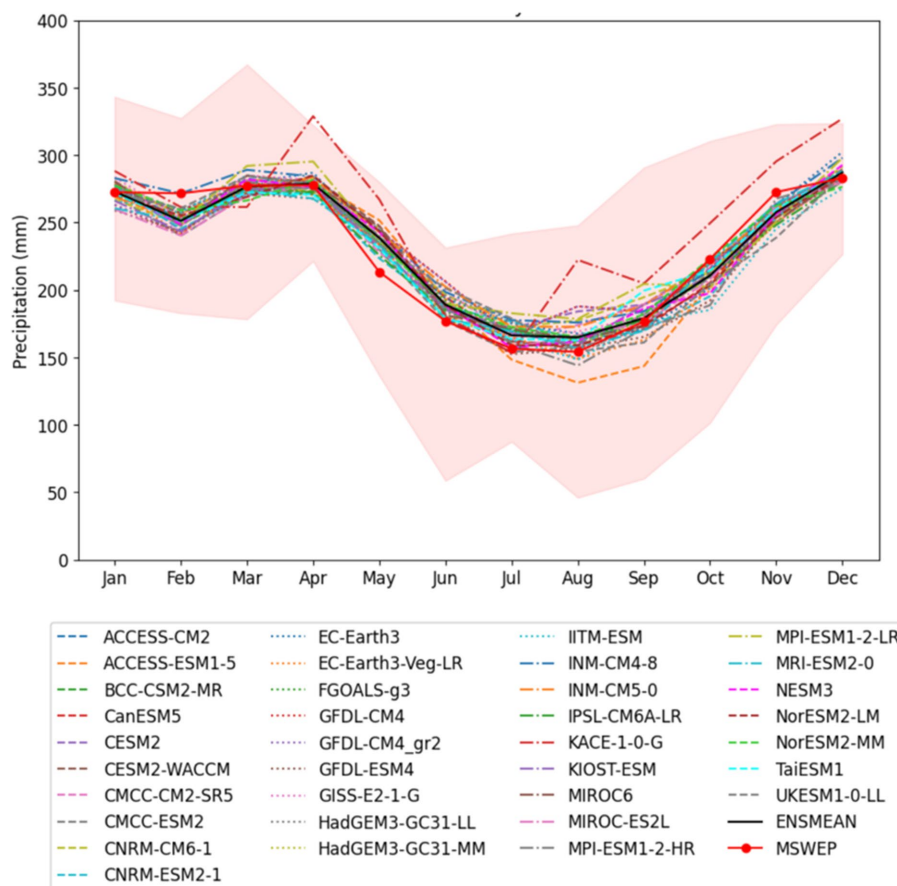 400
350
300
250
200
150
100
50
0
Precipitation (mm)
Jan Feb Mar Apr May Jun Jul Aug Sep Oct Nov Dec
ACCESS-CM2 EC-Earth3 IITM-ESM MPI-ESM1-2-LR
ACCESS-ESM1-5 EC-Earth3-Veg-LR INM-CM4-8 MRI-ESM2-0
BCC-CSM2-MR FGOALS-g3 INM-CM5-0 NESM3
CanESM5 GFDL-CM4 IPSL-CM6A-LR NorESM2-LM
CESM2 GFDL-CM4_gr2 KACE-1-0-G NorESM2-MM
CESM2-WACCM GFDL-ESM4 KIOST-ESM TaiESM1
CMCC-CM2-SR5 GISS-E2-1-G MIROC6 UKESM1-0-LL
CMCC-ESM2 HadGEM3-GC31-LL MIROC-ES2L ENSMEAN
CNRM-CM6-1 HadGEM3-GC31-MM MPI-ESM1-2-HR MSWEP
CNRM-ESM2-1